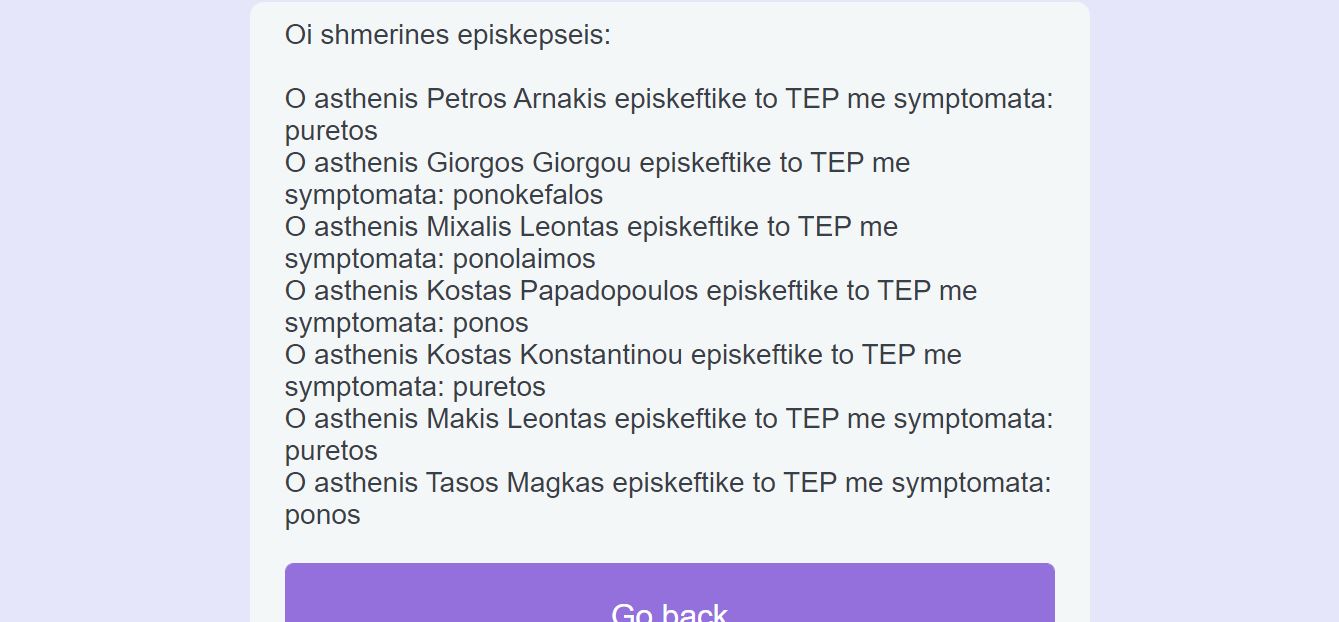 Oi shmerines episkepseis:
O asthenis Petros Arnakis episkeftike to TEP me symptomata:
puretos
O asthenis Giorgos Giorgou episkeftike to TEP me
symptomata: ponokefalos
O asthenis Mixalis Leontas episkeftike to TEP me
symptomata: ponolaimos
O asthenis Kostas Papadopoulos episkeftike to TEP me
symptomata: ponos
O asthenis Kostas Konstantinou episkeftike to TEP me
symptomata: puretos
O asthenis Makis Leontas episkeftike to TEP me symptomata:
puretos
O asthenis Tasos Magkas episkeftike to TEP me symptomata:
ponos
Go back